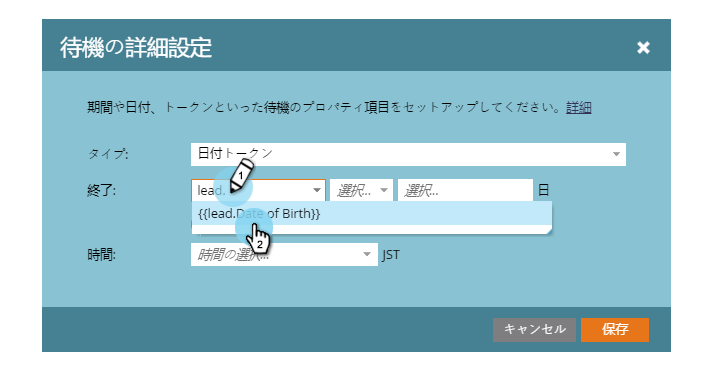 待機の詳細設定
期間や日付、トークンといった待機のプロパティ項目をセットアップしてください。詳細
タイプ: 日付トークン
終了: lead. 選択... 選択... 日
1
{{lead.Date of Birth}}
2
時間: 時間の選択... JST
キャンセル 保存